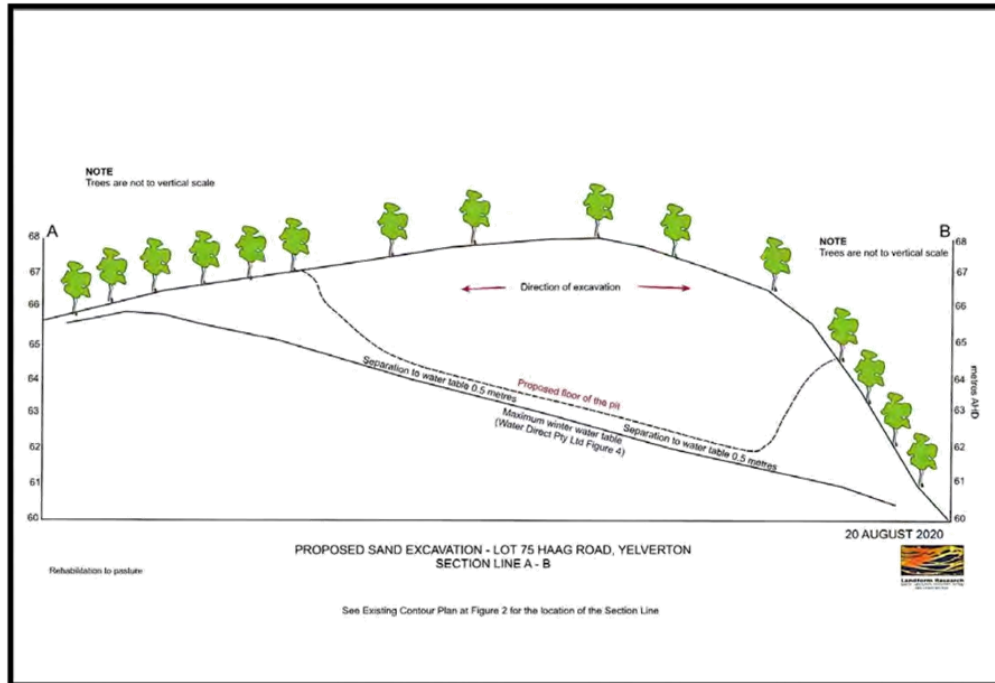 NOTE
Trees are not to vertical scale
A
B
NOTE
Trees are not to vertical scale
68
67
66
65
64
63
62
61
60
68
67
66
65
64
63
62
61
60
metres AHD
Direction of excavation
Separation to water table 0.5 metres
Proposed floor of the pit
Maximum winter water table
(Water Direct Pty Ltd Figure 4)
Separation to water table 0.5 metres
20 AUGUST 2020
PROPOSED SAND EXCAVATION - LOT 75 HAAG ROAD, YELVERTON
SECTION LINE A - B
Rehabilitation to pasture
Landform Research
See Existing Contour Plan at Figure 2 for the location of the Section Line